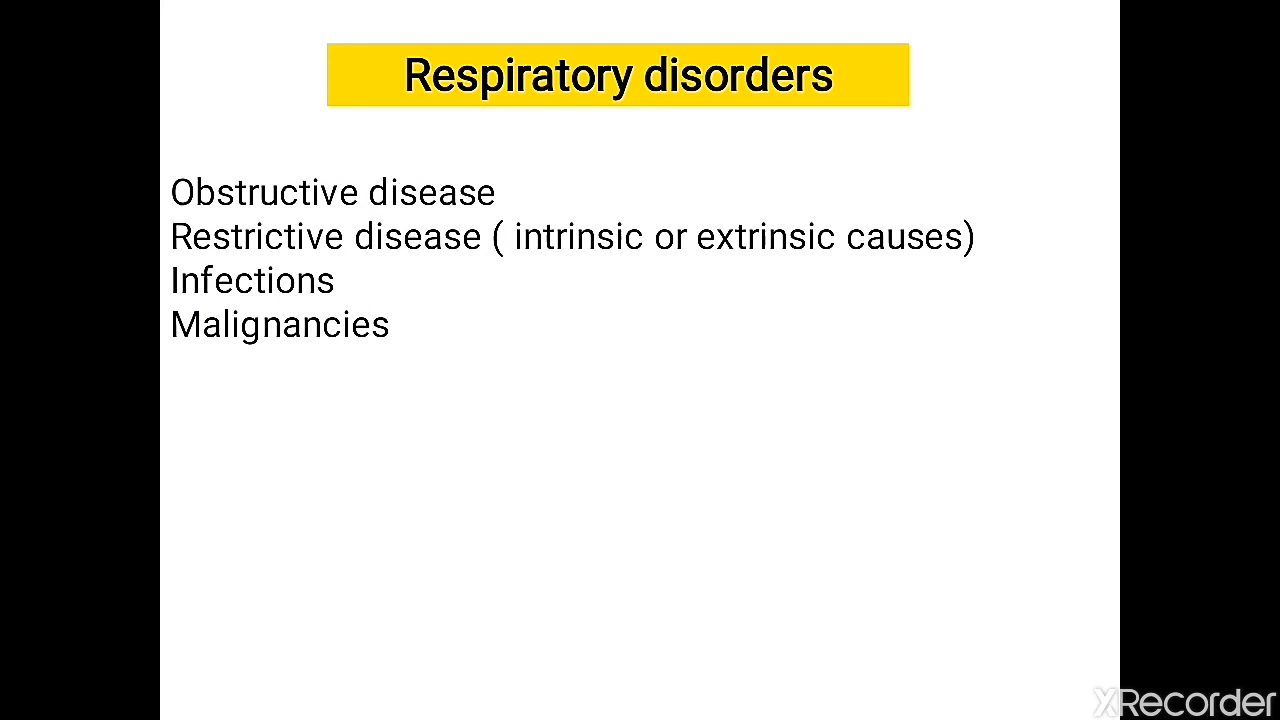 Respiratory disorders
Obstructive disease
Restrictive disease ( intrinsic or extrinsic causes)
Infections
Malignancies
XRecorder